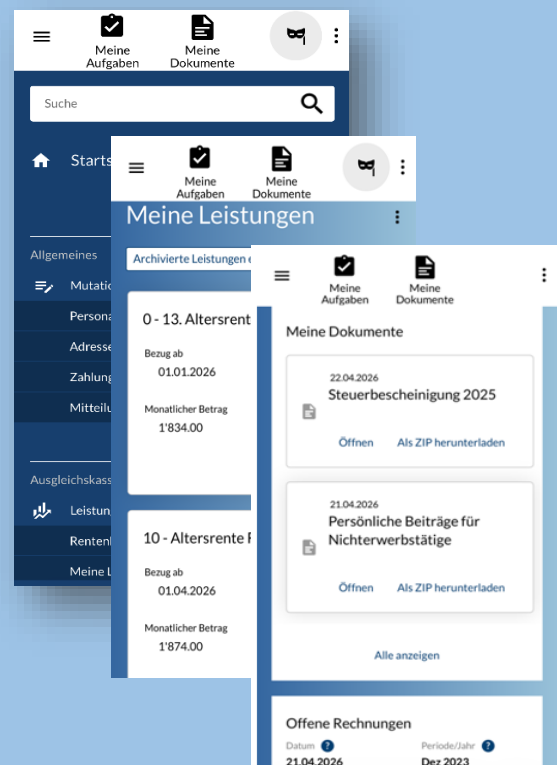 Meine
Aufgaben
Meine
Dokumente
Suche
Allgemeines
Meine
Aufgaben
Meine
Dokumente
Meine Leistungen
Archivierte Leistungen
0 - 13. Altersrent
Bezug ab
01.01.2026
Monatlicher Betrag
1'834.00
10 - Altersrente
Bezug ab
01.04.2026
Monatlicher Betrag
1'874.00
Meine
Aufgaben
Meine
Dokumente
Meine Dokumente
22.04.2026
Steuerbescheinigung 2025
Öffnen Als ZIP herunterladen
21.04.2026
Persönliche Beiträge für
Nichterwerbstätige
Öffnen Als ZIP herunterladen
Alle anzeigen
Offene Rechnungen
Datum ? Periode/Jahr ?
21.04.2026 Dez 2023